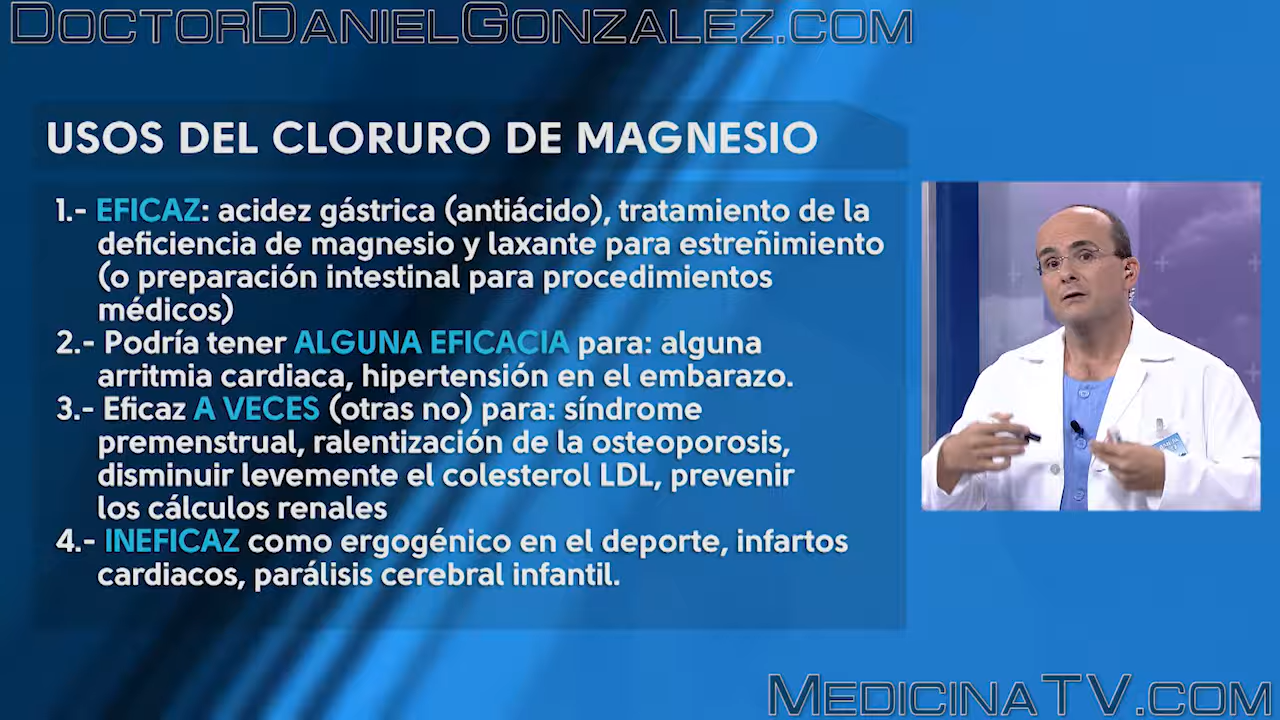 DOCTORDANIELGONZALEZ.COM
USOS DEL CLORURO DE MAGNESIO
1.- EFICAZ: acidez gástrica (antiácido), tratamiento de la
deficiencia de magnesio y laxante para estreñimiento
(o preparación intestinal para procedimientos
médicos)
2.- Podría tener ALGUNA EFICACIA para: alguna
arritmia cardiaca, hipertensión en el embarazo.
3.- Eficaz A VECES (otras no) para: síndrome
premenstrual, ralentización de la osteoporosis,
disminuir levemente el colesterol LDL, prevenir
los cálculos renales
4.- INEFICAZ como ergogénico en el deporte, infartos
cardiacos, parálisis cerebral infantil.
MEDICINATV.COM